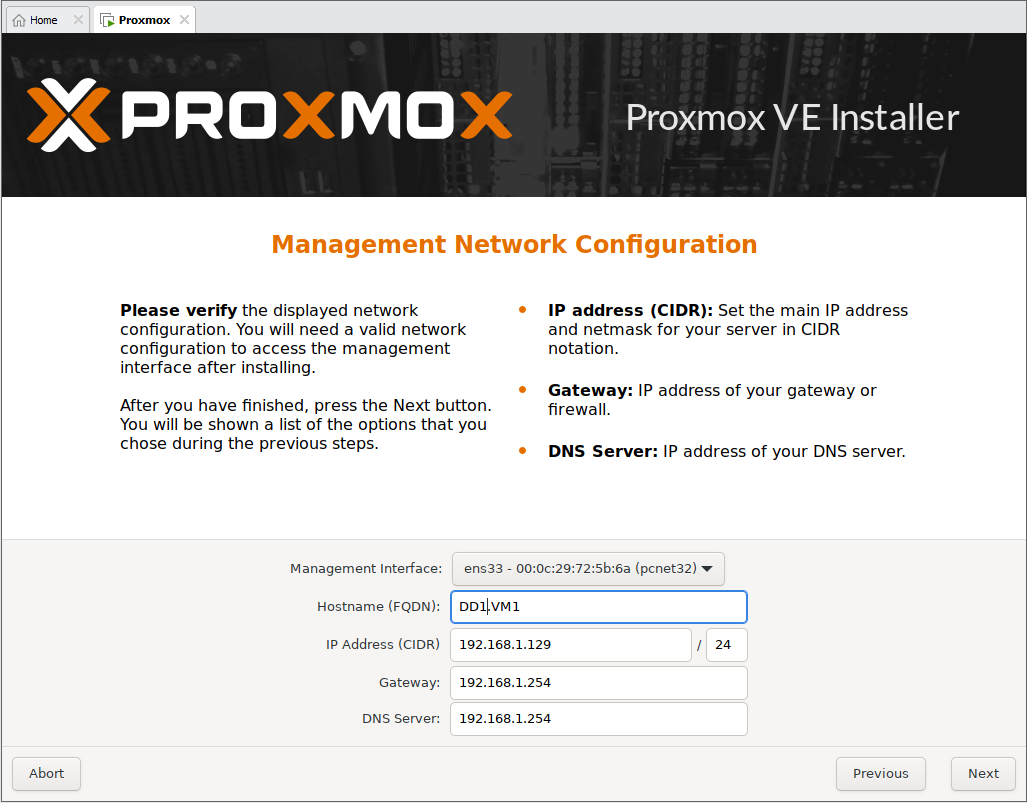 Home
Proxmox
PROXMOX
Proxmox VE Installer
Management Network Configuration
Please verify the displayed network
configuration. You will need a valid network
configuration to access the management
interface after installing.
After you have finished, press the Next button.
You will be shown a list of the options that you
chose during the previous steps.
IP address (CIDR): Set the main IP address
and netmask for your server in CIDR
notation.
Gateway: IP address of your gateway or
firewall.
DNS Server: IP address of your DNS server.
Management Interface: ens33 - 00:0c:29:72:5b:6a (pcnet32)
Hostname (FQDN): DD1.VM1
IP Address (CIDR) 192.168.1.129 / 24
Gateway: 192.168.1.254
DNS Server: 192.168.1.254
Abort Previous Next